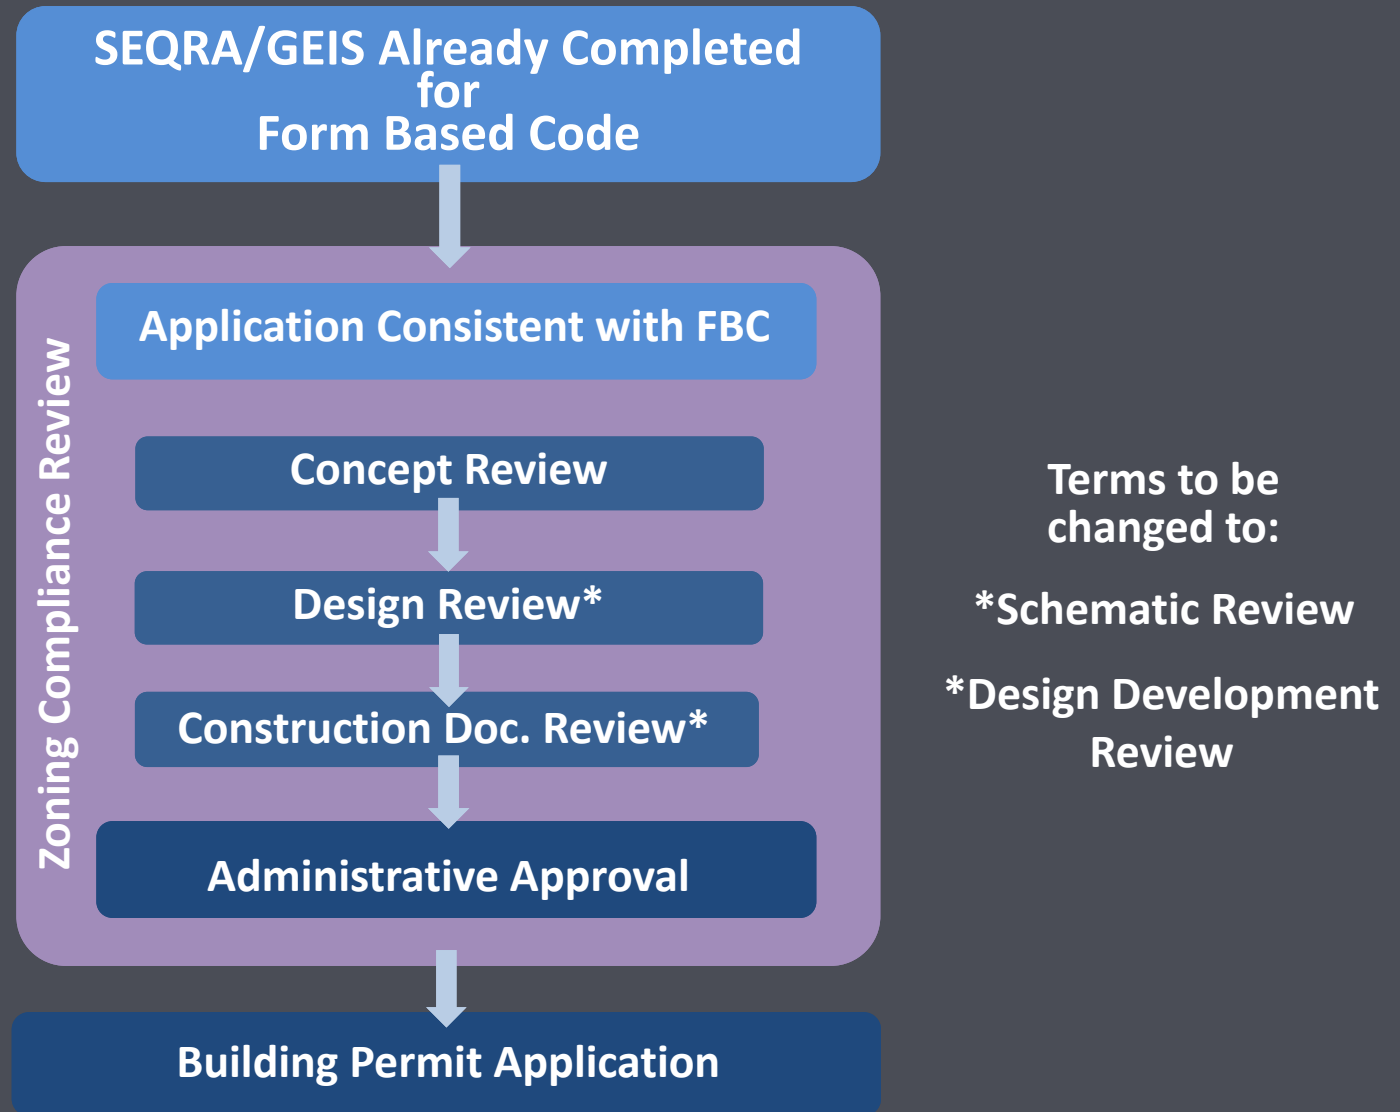 SEQRA/GEIS Already Completed
for
Form Based Code
Zoning Compliance Review
Application Consistent with FBC
Concept Review
Design Review*
Construction Doc. Review*
Administrative Approval
Building Permit Application
Terms to be
changed to:
*Schematic Review
*Design Development
Review